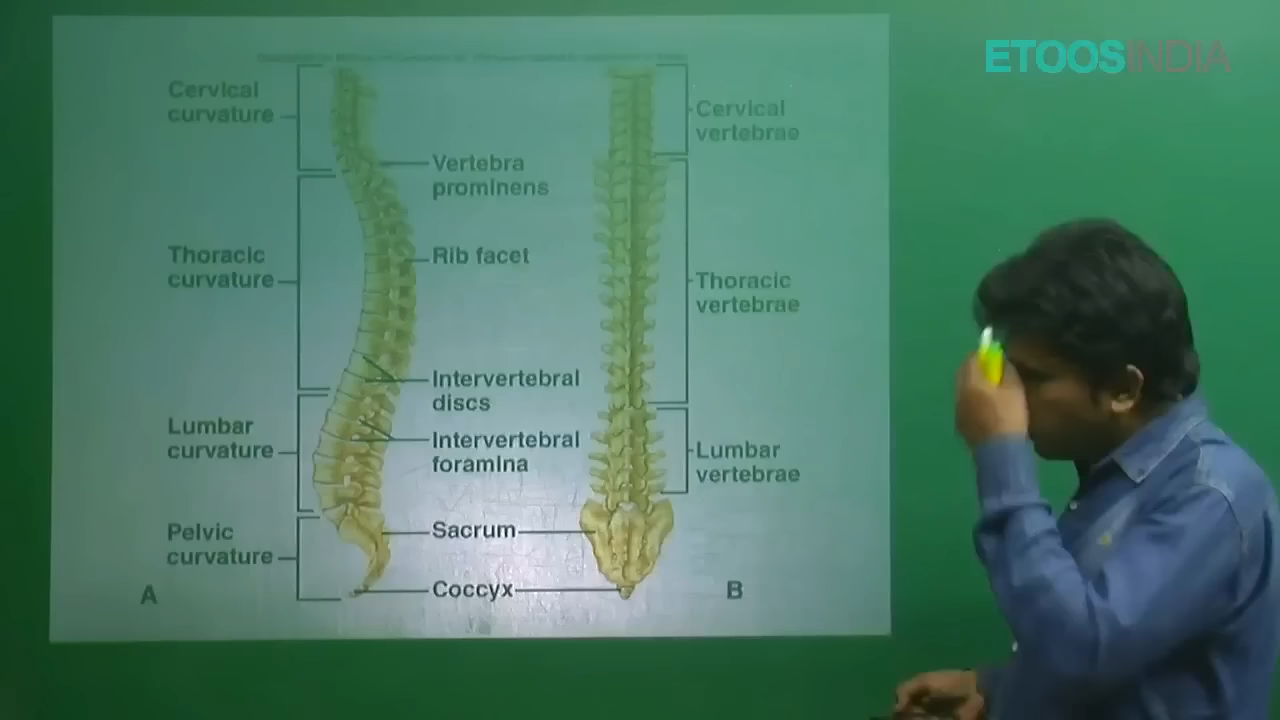 ETOOSINDIA
Cervical
curvature
Thoracic
curvature
Lumbar
curvature
Pelvic
curvature
A
Vertebra
prominens
Rib facet
Intervertebral
discs
Intervertebral
foramina
Sacrum
Coccyx
Cervical
vertebrae
Thoracic
vertebrae
Lumbar
vertebrae
B